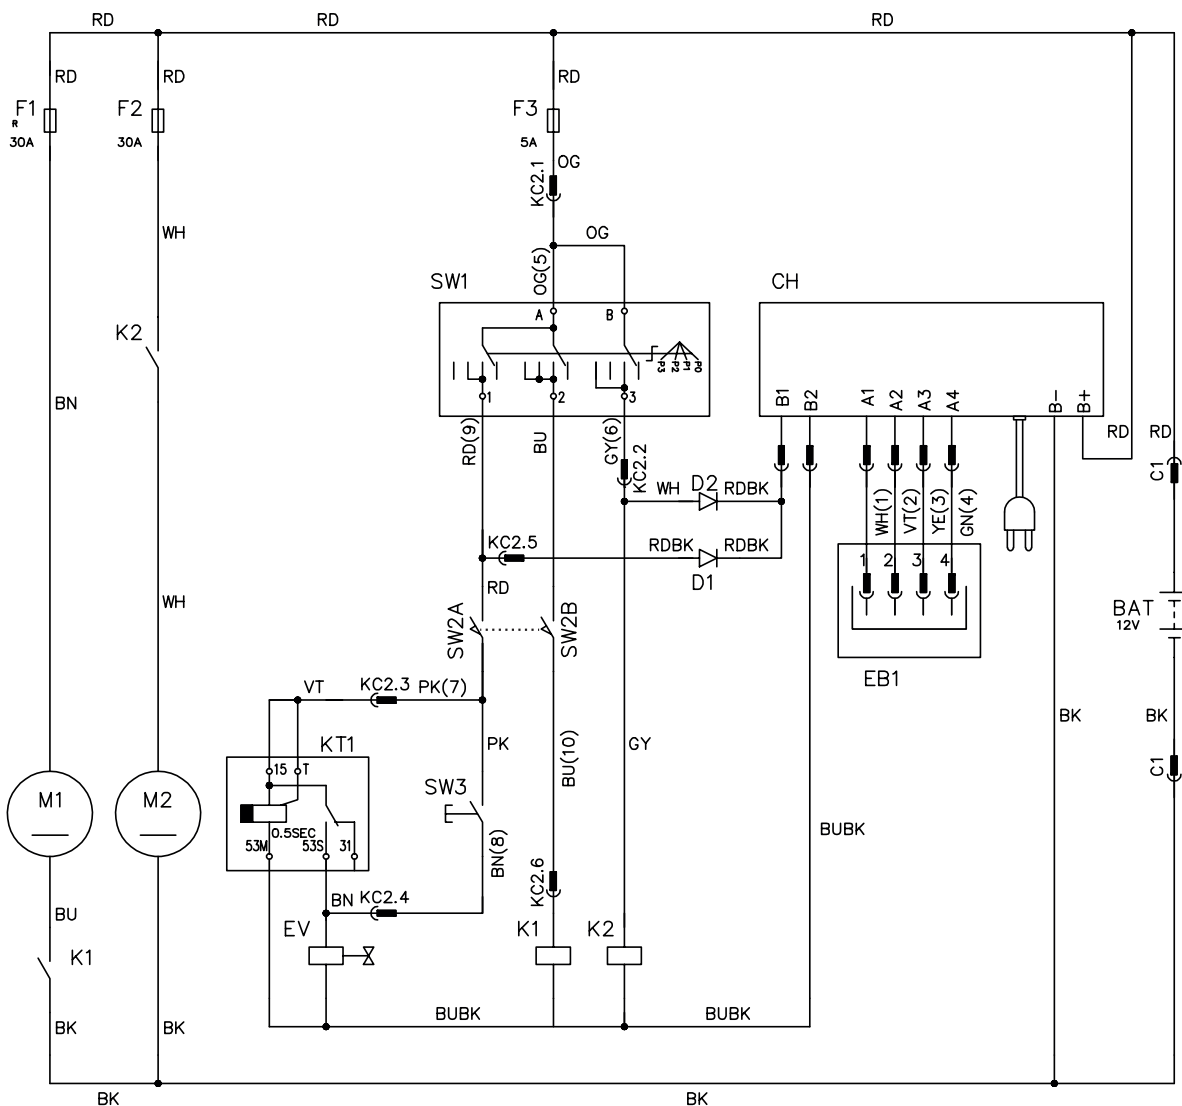 RD RD RD
RD RD RD
F1 F2 F3
R
30A 30A 5A
OG
KC2.1
WH OG
OG(5)
SW1 CH
A B
K2
P3 P2 P1 P0
BN
1 2 3
B1 B2 A1 A2 A3 A4 B- B+
RD(9) BU GY(6) RD RD
KC2.2 C1
WH D2 RDBK
WH(1) VT(2) YE(3) GN(4)
KC2.5 RDBK RDBK
D1
1 2 3 4
RD
WH
SW2A SW2B
BAT
12V
EB1
VT KC2.3 PK(7)
BK BK
KT1 PK BU(10) GY
15 T
C1
SW3
M1 M2
0.5SEC
53M 53S 31
BN(8)
BUBK
KC2.6
BN KC2.4
BU
EV K1 K2
K1
BUBK BUBK
BK BK
BK BK